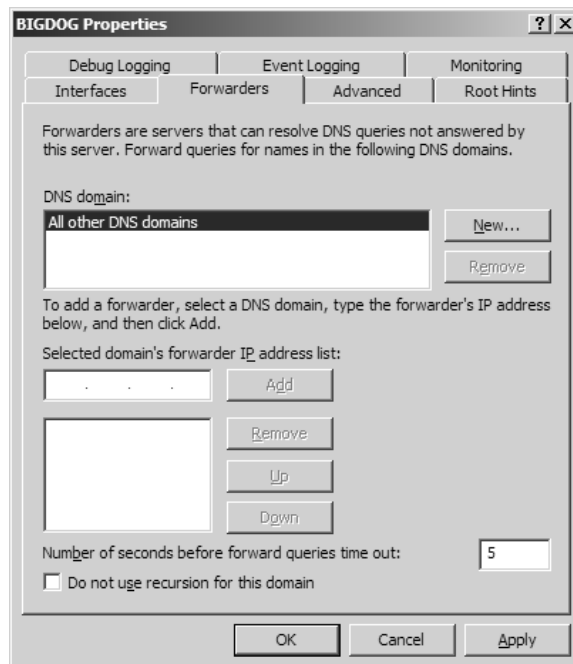 BIGDOG Properties
? X
Debug Logging
Event Logging
Monitoring
Interfaces
Forwarders
Advanced
Root Hints
Forwarders are servers that can resolve DNS queries not answered by
this server. Forward queries for names in the following DNS domains.
DNS domain:
All other DNS domains
New...
Remove
To add a forwarder, select a DNS domain, type the forwarder's IP address
below, and then click Add.
Selected domain's forwarder IP address list:
. . .
Add
Remove
Up
Down
Number of seconds before forward queries time out:
5
Do not use recursion for this domain
OK
Cancel
Apply